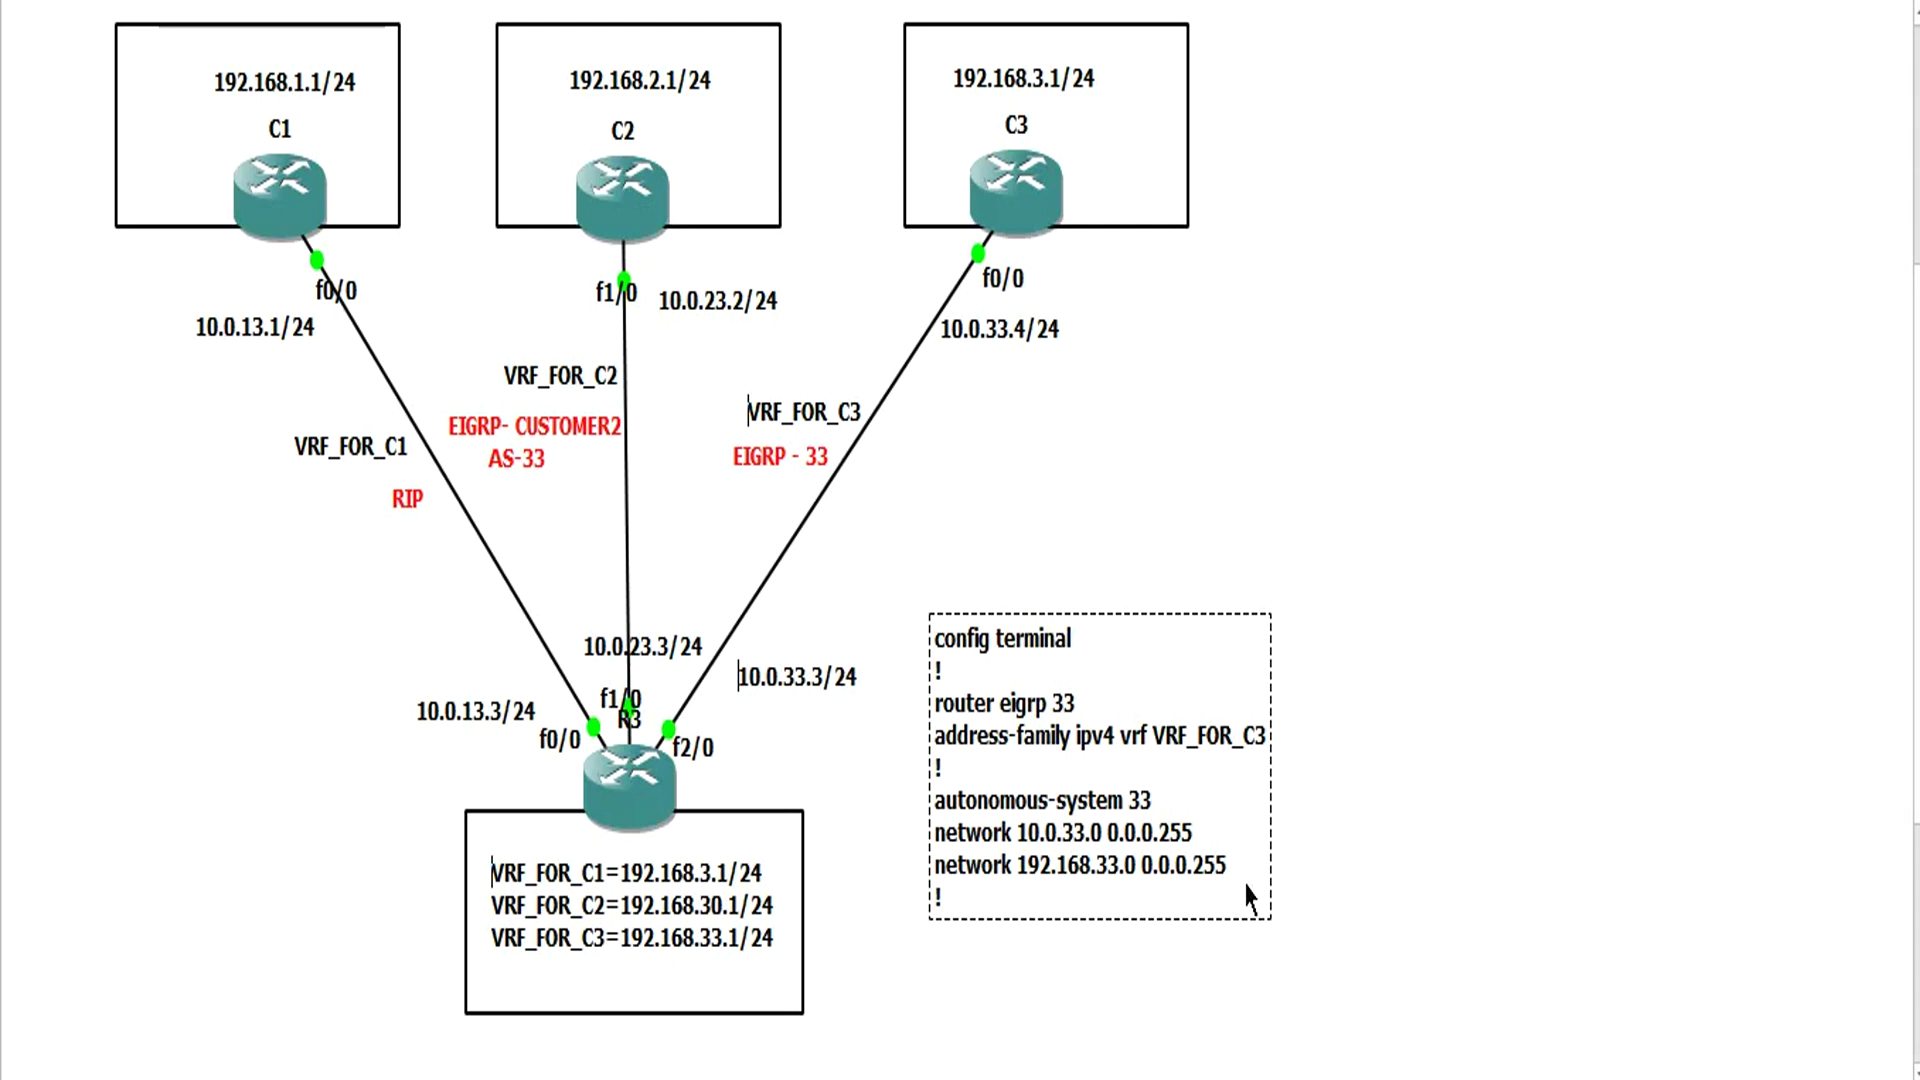 192.168.1.1/24
192.168.2.1/24
192.168.3.1/24
C1
C2
C3
f0/0
f1/0
f0/0
10.0.13.1/24
10.0.23.2/24
10.0.33.4/24
VRF_FOR_C2
VRF_FOR_C3
EIGRP- CUSTOMER2
AS-33
VRF_FOR_C1
EIGRP - 33
RIP
10.0.23.3/24
10.0.33.3/24
f1/0
R3
10.0.13.3/24
f0/0
f2/0
config terminal
!
router eigrp 33
address-family ipv4 vrf VRF_FOR_C3
!
autonomous-system 33
network 10.0.33.0 0.0.0.255
network 192.168.33.0 0.0.0.255
!
VRF_FOR_C1=192.168.3.1/24
VRF_FOR_C2=192.168.30.1/24
VRF_FOR_C3=192.168.33.1/24